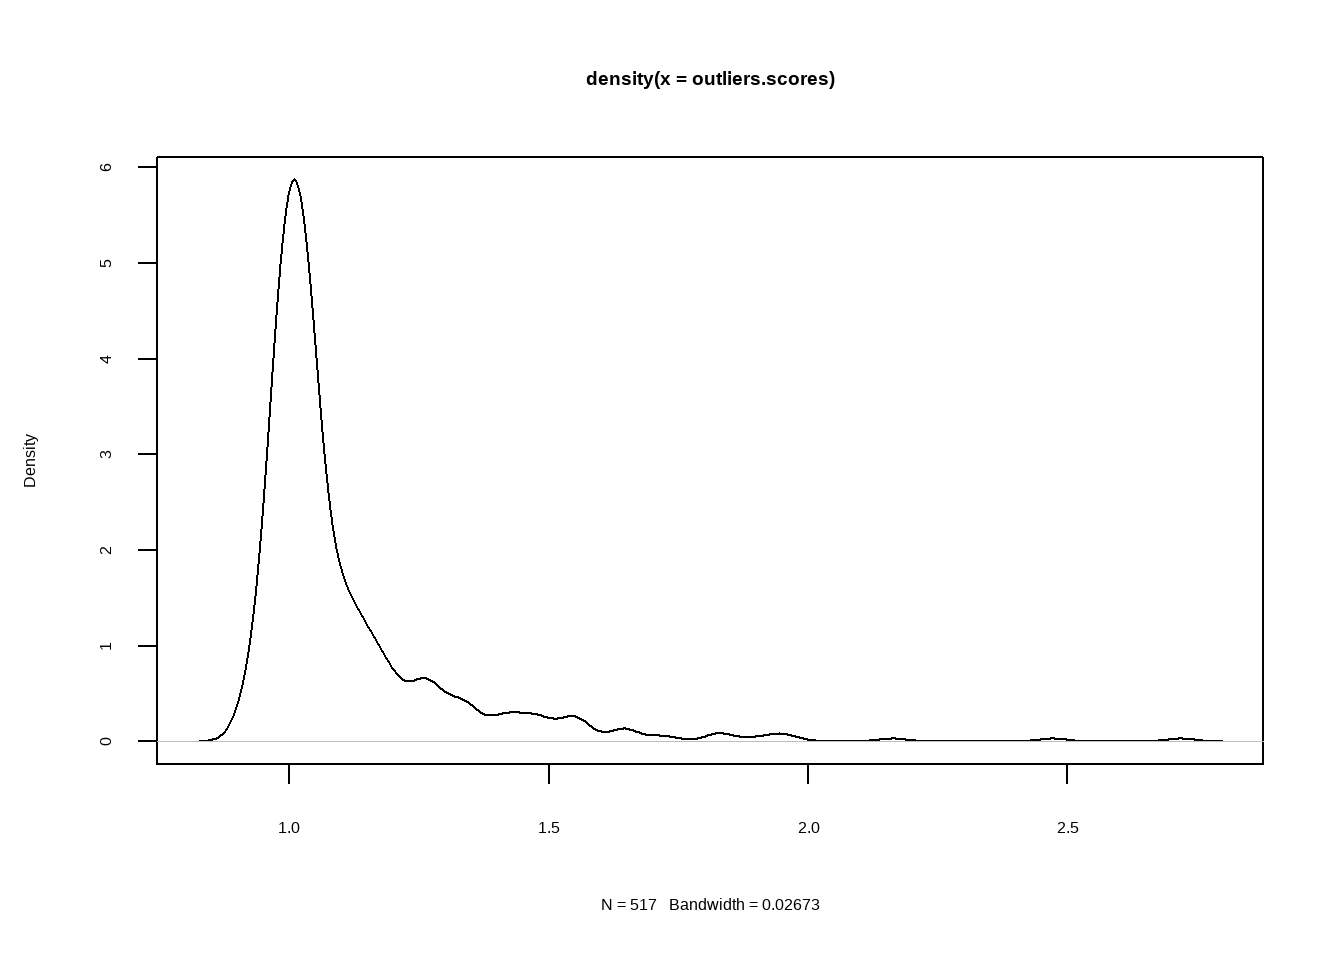 density(x = outliers.scores)
6
5
4
3
2
1
0
Density
1.0 1.5 2.0 2.5
N = 517 Bandwidth = 0.02673